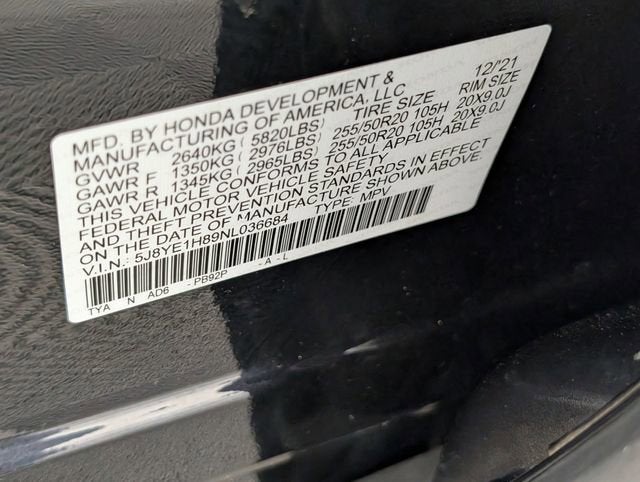 MFD. BY HONDA DEVELOPMENT & 12/'21
MANUFACTURING OF AMERICA, LLC
TIRE SIZE RIM SIZE
GVWR 2640KG ( 5820LBS)
GAWR F 1350KG ( 2976LBS) 255/50R20 105H 20X9.0J
GAWR R 1345KG ( 2965LBS) 255/50R20 105H 20X9.0J
THIS VEHICLE CONFORMS TO ALL APPLICABLE
FEDERAL MOTOR VEHICLE SAFETY
AND THEFT PREVENTION STANDARDS IN EFFECT
ON THE DATE OF MANUFACTURE SHOWN ABOVE.
V.I.N.: 5J8YE1H89NL036684 TYPE: MPV
TYA N AD6 -PB92P -A -L